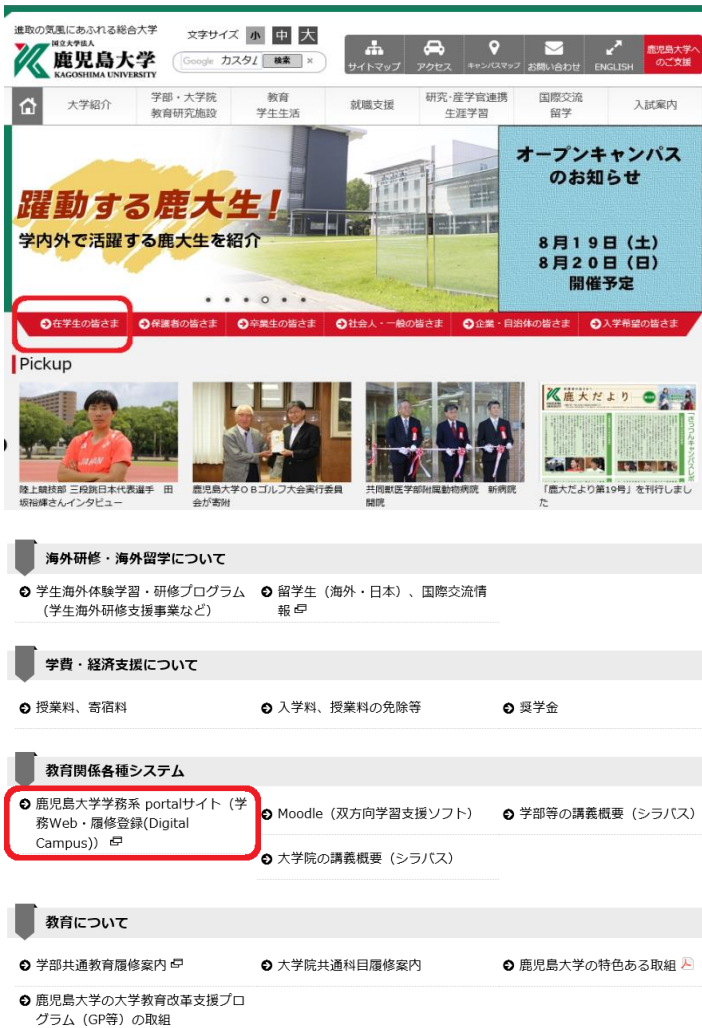 進取の気風にあふれる総合大学
国立大学法人
鹿児島大学
KAGOSHIMA UNIVERSITY
文字サイズ 小 中 大
Google カスタム 検索 ×
サイトマップ
アクセス
キャンパスマップ
お問い合わせ
ENGLISH
鹿児島大学へ
のご支援
大学紹介
学部・大学院
教育研究施設
教育
学生生活
就職支援
研究・産学官連携
生涯学習
国際交流
留学
入試案内
躍動する鹿大生!
学内外で活躍する鹿大生を紹介
オープンキャンパス
のお知らせ
8月19日(土)
8月20日(日)
開催予定
在学生の皆さま
保護者の皆さま
卒業生の皆さま
社会人・一般の皆さま
企業・自治体の皆さま
入学希望の皆さま
Pickup
JAPAN
鹿大だより
陸上競技部 三段跳日本代表選手 田
坂裕輝さんインタビュー
鹿児島大学OBゴルフ大会実行委員
会が寄附
共同獣医学部附属動物病院 新病院
開院
「鹿大だより第19号」を刊行しまし
た
海外研修・海外留学について
学生海外体験学習・研修プログラム
(学生海外研修支援事業など)
留学生(海外・日本)、国際交流情
報
学費・経済支援について
授業料、寄宿料
入学料、授業料の免除等
奨学金
教育関係各種システム
鹿児島大学学務系 portalサイト(学
務Web・履修登録(Digital
Campus))
Moodle(双方向学習支援ソフト)
学部等の講義概要(シラバス)
大学院の講義概要(シラバス)
教育について
学部共通教育履修案内
大学院共通科目履修案内
鹿児島大学の特色ある取組
鹿児島大学の大学教育改革支援プロ
グラム(GP等)の取組